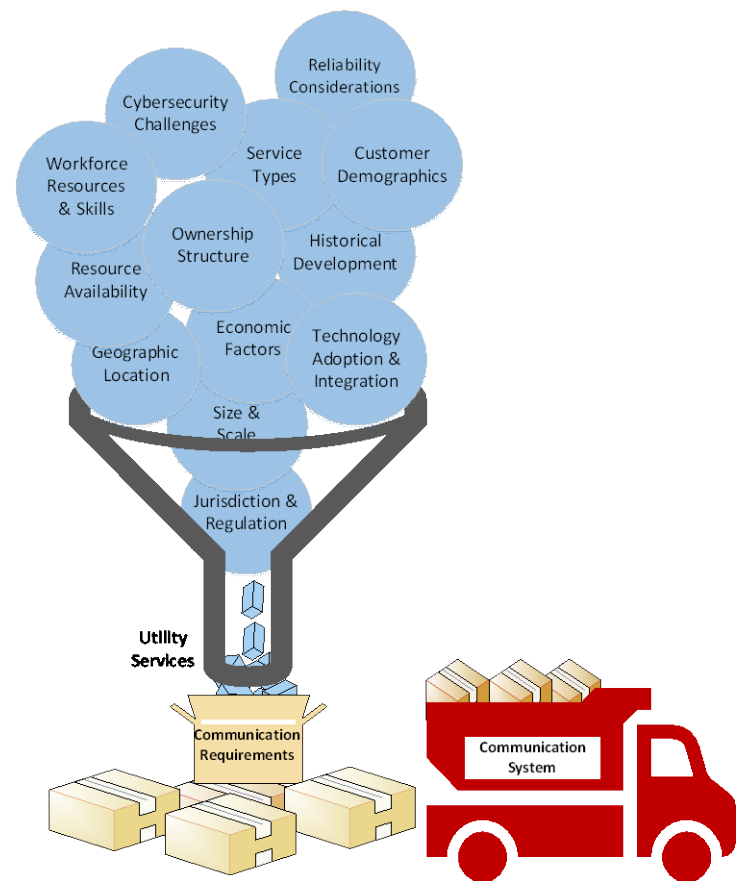 Reliability
Considerations
Cybersecurity
Challenges
Service
Types
Customer
Demographics
Workforce
Resources
& Skills
Ownership
Structure
Historical
Development
Resource
Availability
Economic
Factors
Technology
Adoption &
Integration
Geographic
Location
Size &
Scale
Jurisdiction &
Regulation
Utility
Services
Communication
Requirements
Communication
System